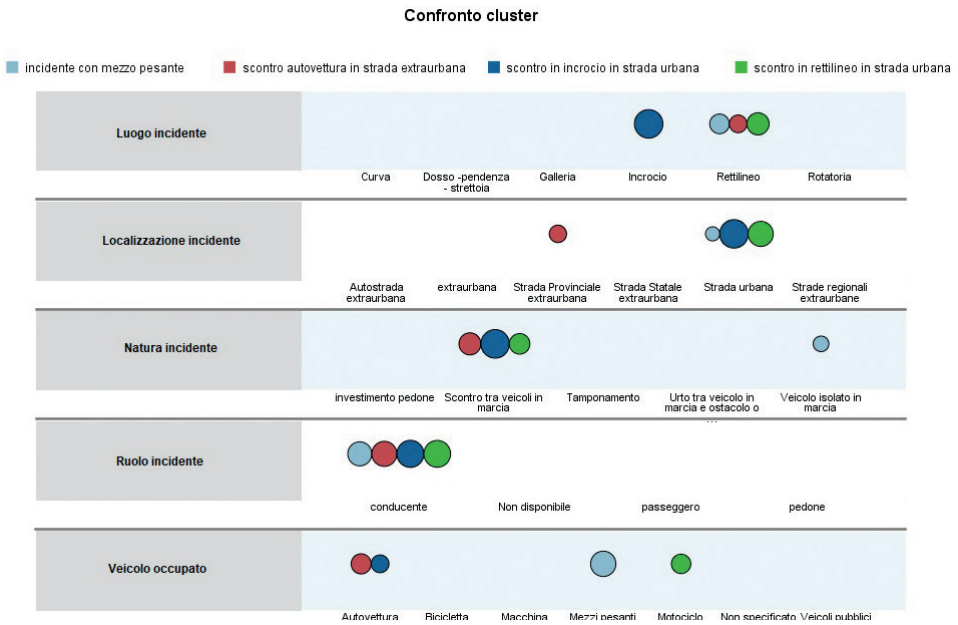 Confronto cluster
incidente con mezzo pesante scontro autovettura in strada extraurbana scontro in incrocio in strada urbana scontro in rettilineo in strada urbana
Luogo incidente
Curva Dosso -pendenza - strettoia Galleria Incrocio Rettilineo Rotatoria
Localizzazione incidente
Autostrada extraurbana extraurbana Strada Provinciale extraurbana Strada Statale extraurbana Strada urbana Strade regionali extraurbane
Natura incidente
investimento pedone Scontro tra veicoli in marcia Tamponamento Urto tra veicolo in marcia e ostacolo o ... Veicolo isolato in marcia
Ruolo incidente
conducente Non disponibile passeggero pedone
Veicolo occupato
Autovettura Bicicletta Macchina Mezzi pesanti Motociclo Non specificato Veicoli pubblici